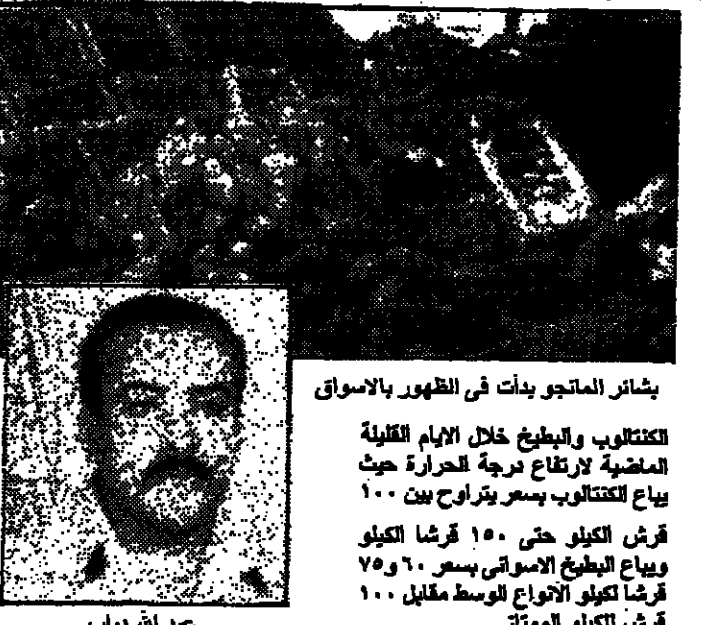 بشائر المانجو بدأت فى الظهور بالاسواق
الكنتالوب والبطيخ خلال الايام القليلة
الماضية لارتفاع درجة الحرارة حيث
يباع الكنتالوب بسعر يتراوح بين ١٠٠
قرش الكيلو حتى ١٥٠ قرشا الكيلو
ويباع البطيخ الاسوانى بسعر ٦٠ و٧٥
قرشا لكيلو الانواع الوسط مقابل ١٠٠
قرش للكيلو